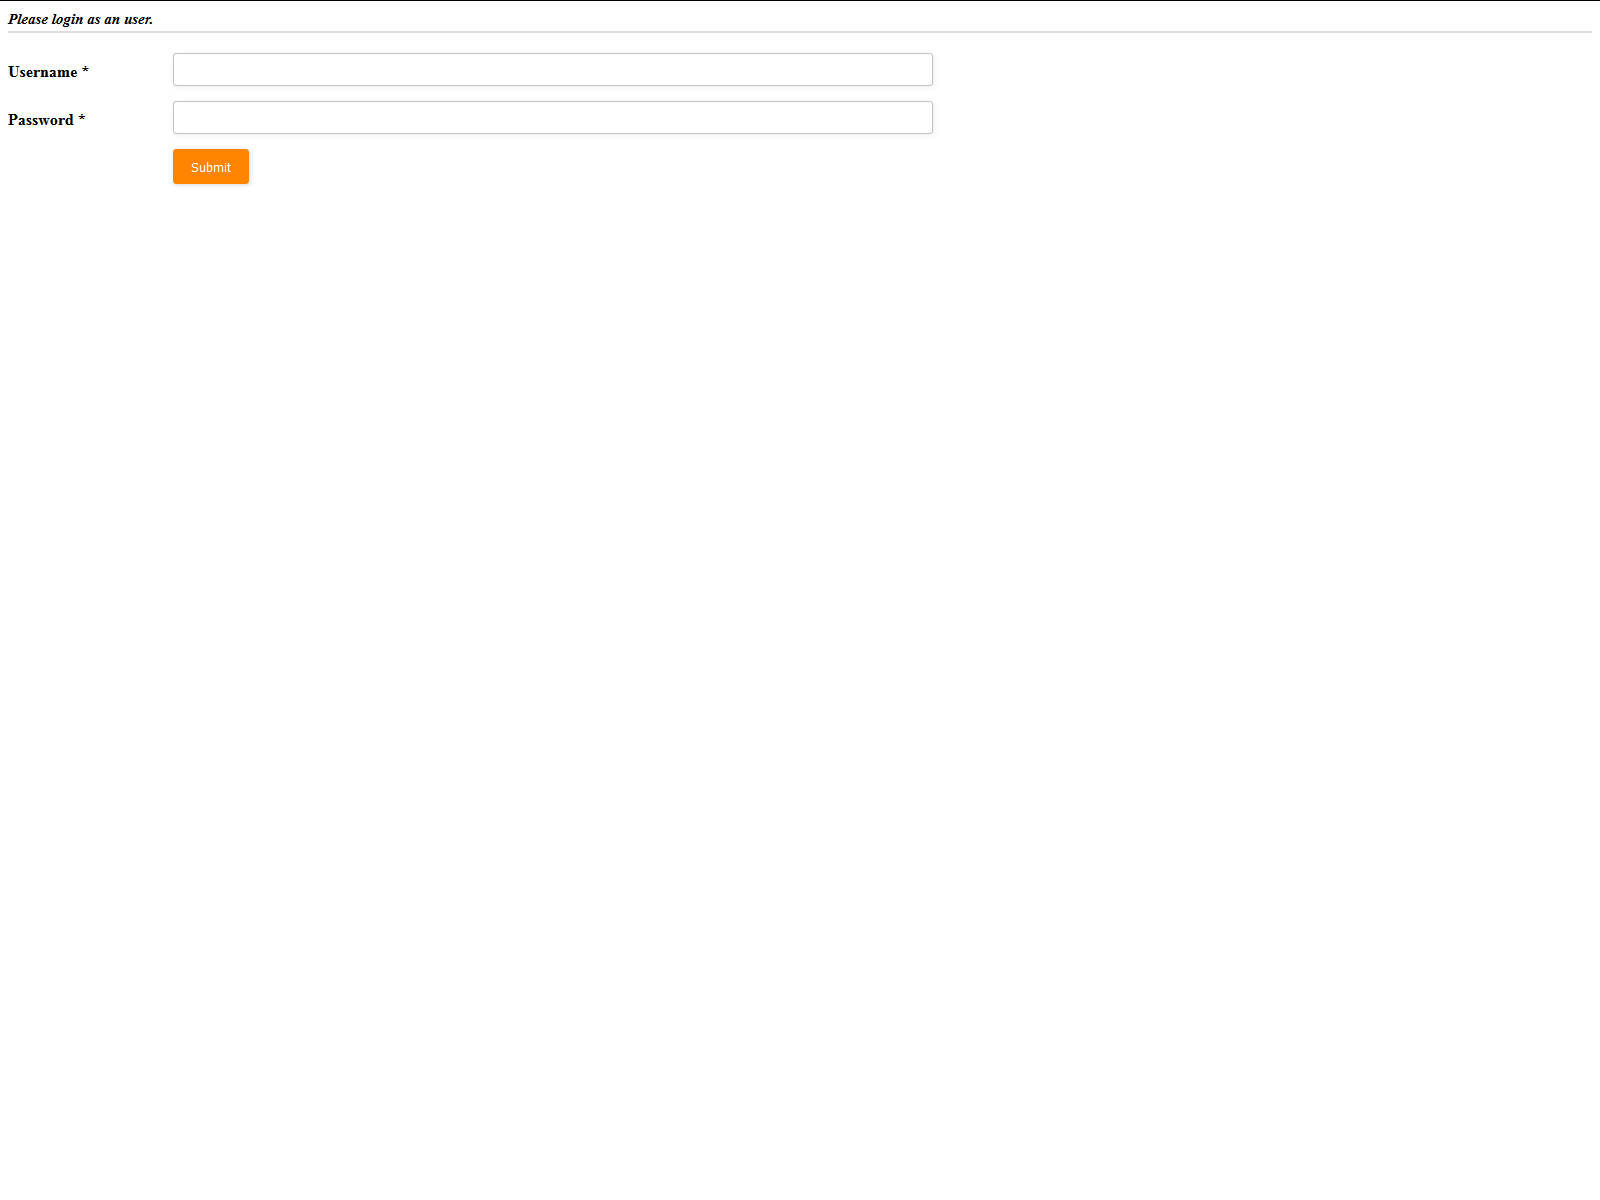 Please login as an user.
Username *
Password *
Submit